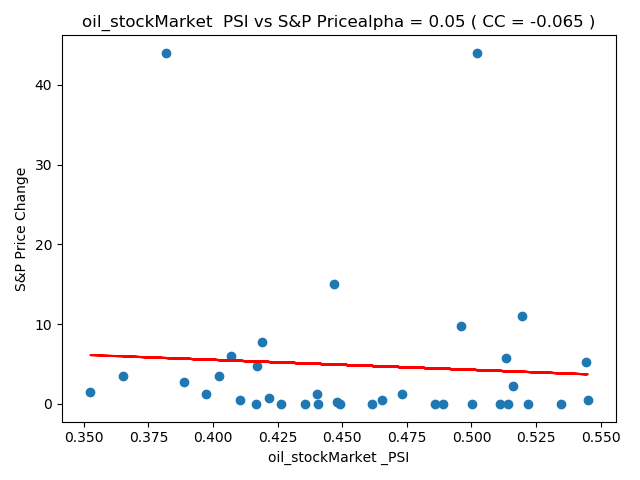 oil_stockMarket  PSI vs S&P Pricealpha = 0.05 ( CC = -0.065 )
S&P Price Change
40
30
20
10
0
0.350 0.375 0.400 0.425 0.450 0.475 0.500 0.525 0.550
oil_stockMarket _PSI